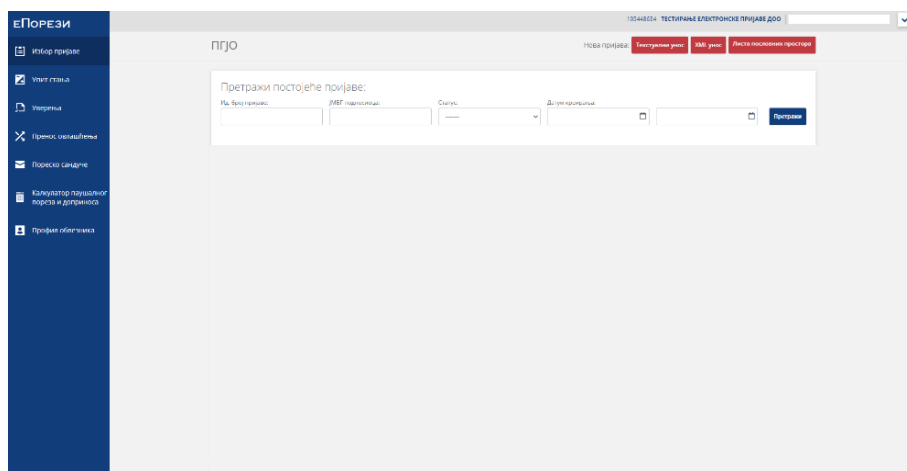 ЕПОРЕЗИ
ТЕСТИРАЊЕ ЕЛЕКТРОНСКЕ ПРИЈАВЕ ДОО
Избор пријаве
ПГЈО
Нова пријава: Текстуални унос XML унос Листа пословних простора
Упит стања
Претражи постојеће пријаве:
Уверења
Ид. број пријаве: ЈМБГ подносиоца: Статус: Датум креирања:
Претражи
Пренос овлашћења
Пореско сандуче
Калкулатор паушалног
пореза и доприноса
Профил обвезника